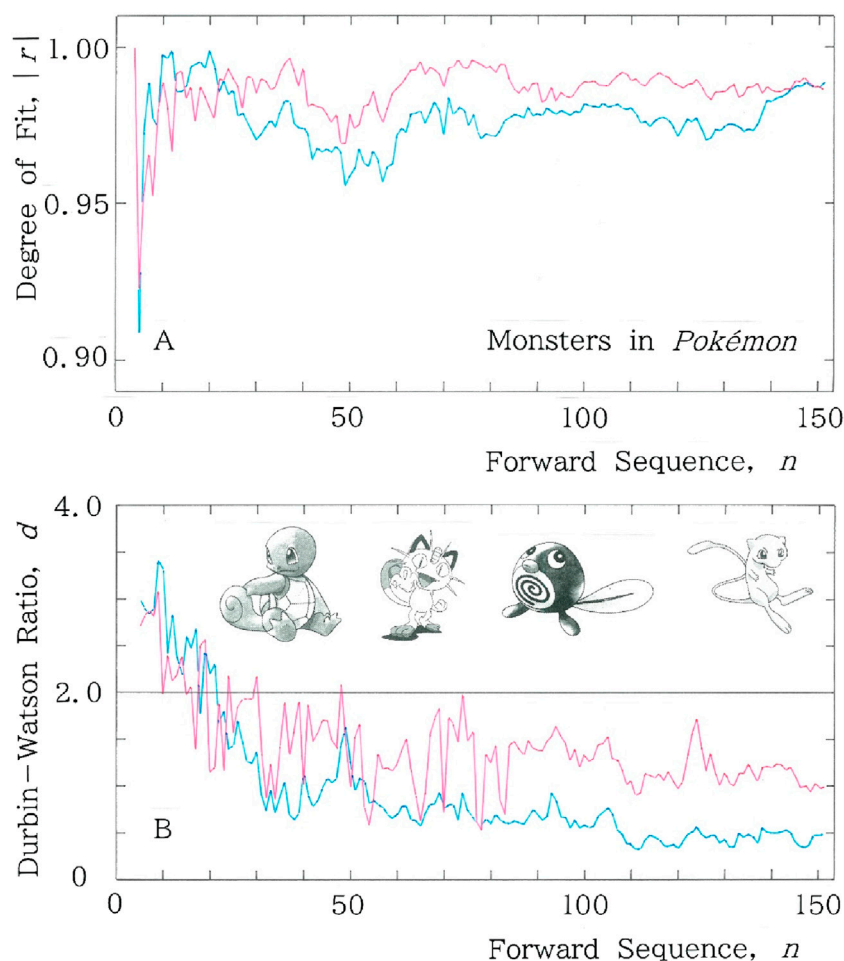 Degree of Fit, |r|
1.00
0.95
0.90
A
Monsters in Pokémon
0
50
100
150
Forward Sequence, n
Durbin－Watson Ratio, d
4.0
2.0
0
B
0
50
100
150
Forward Sequence, n